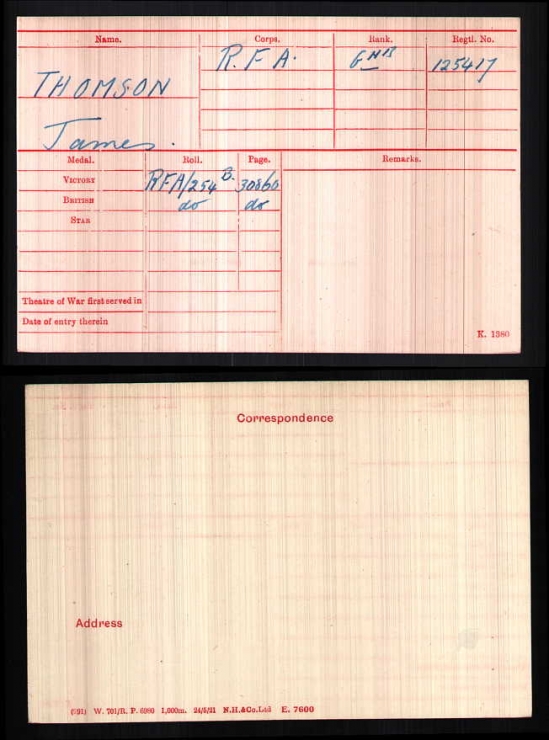 Name. Corps. Rank. Regtl. No.
THOMSON R.F.A. Gnr 125417
James.
Medal. Roll. Page. Remarks.
VICTORY RFA/254 B. 30860
BRITISH do do
STAR
Theatre of War first served in
Date of entry therein
K. 1380
Correspondence
Address
W. 701/R. P. 6980 1,000m. 24/5/21 N.H.&Co.Ltd E. 7600